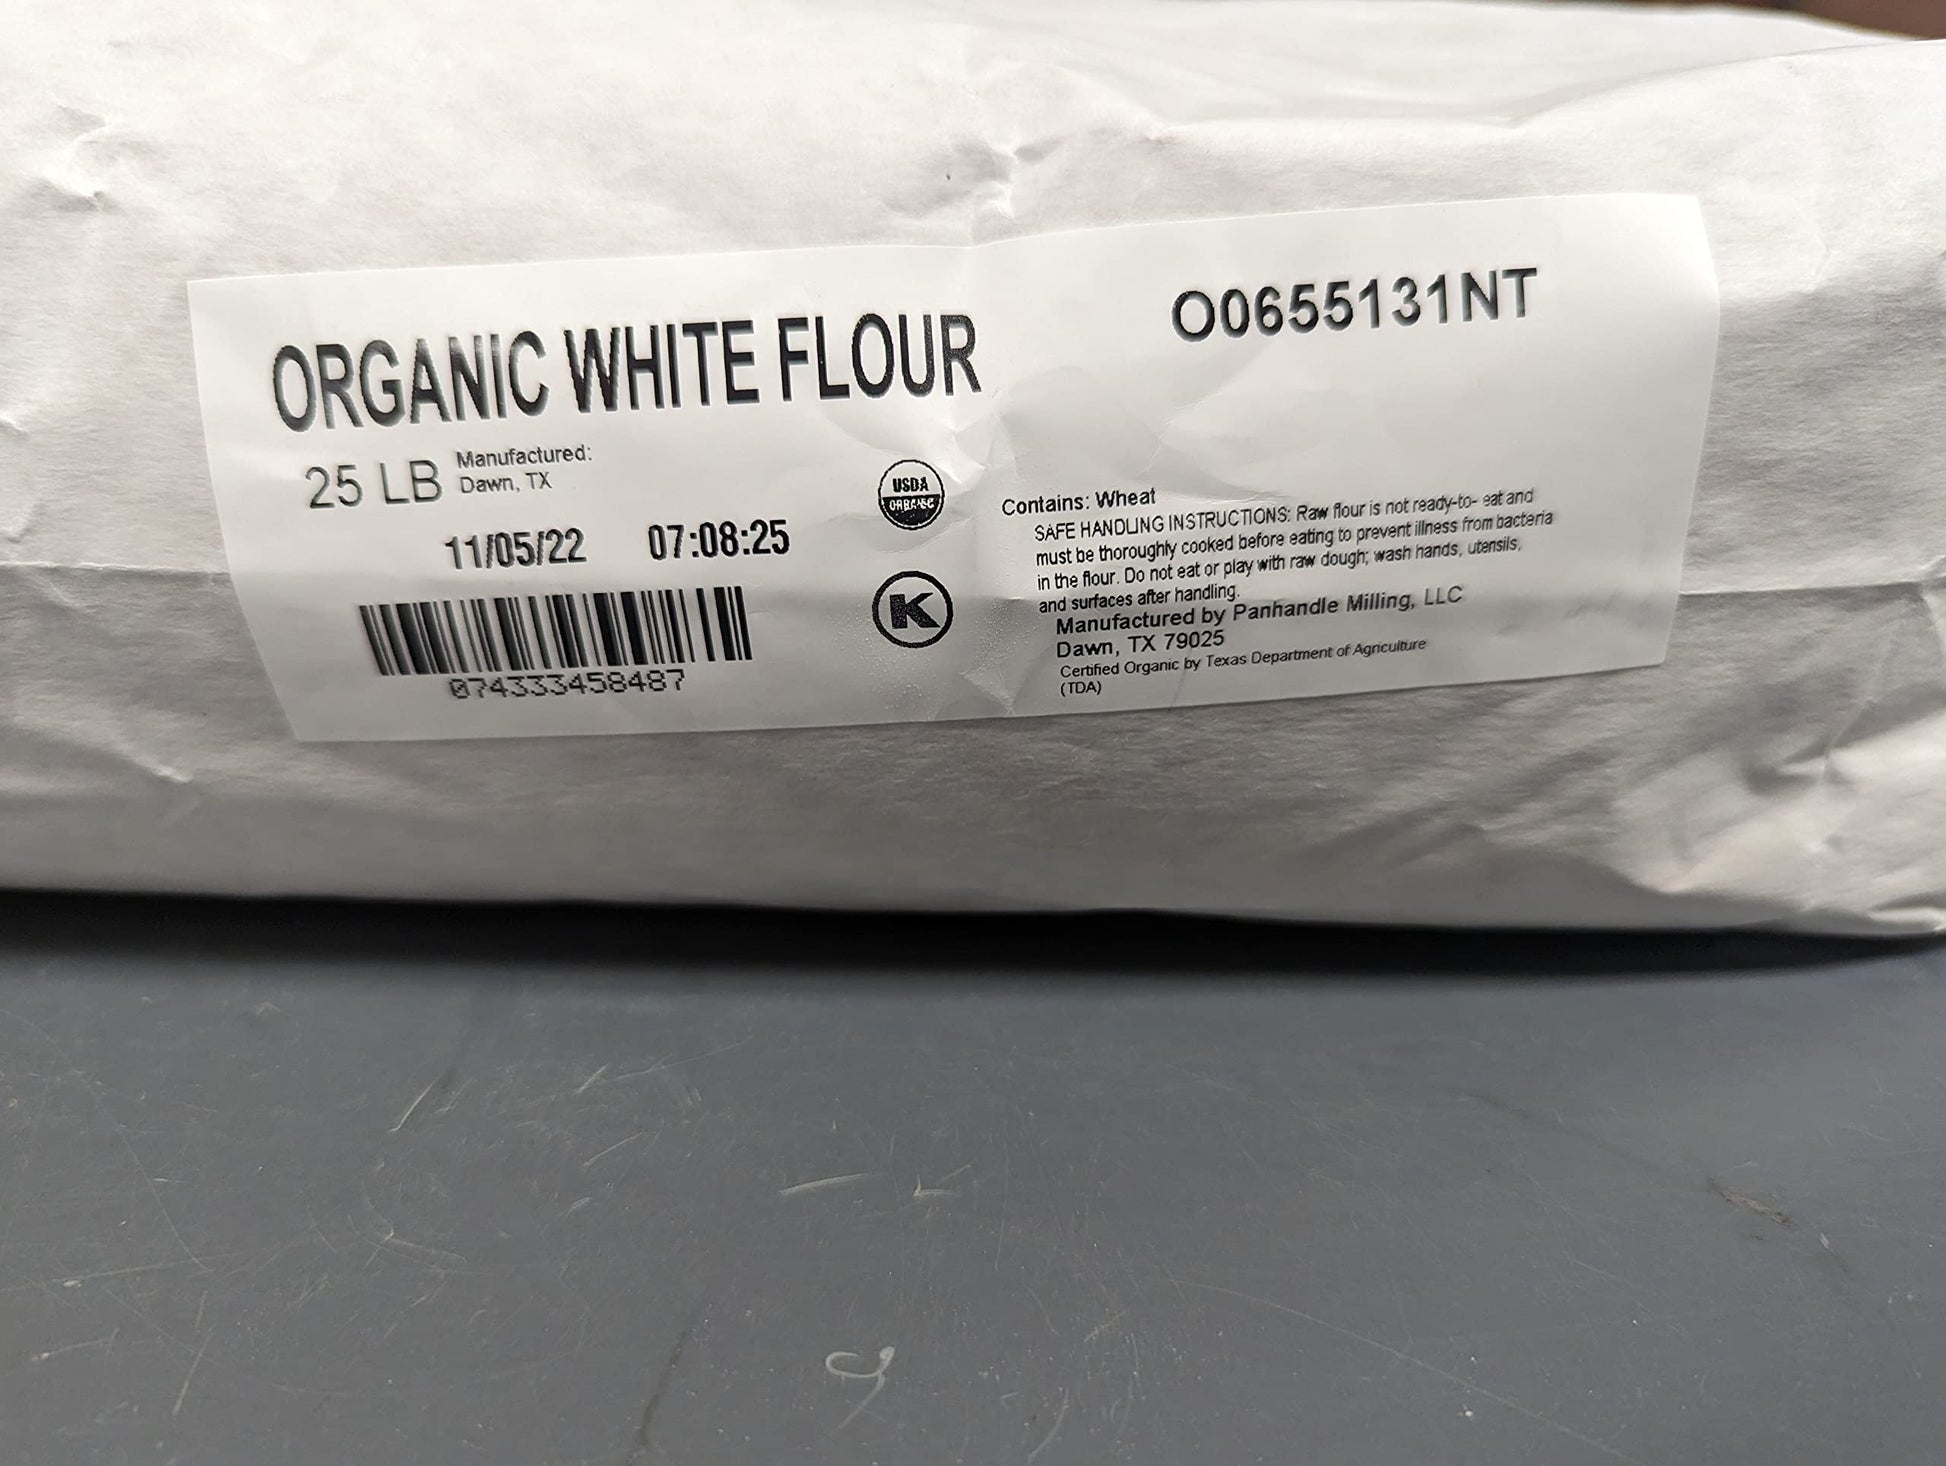 ORGANIC WHITE FLOUR
O0655131NT
25 LB
Manufactured:
Dawn, TX
11/05/22 07:08:25
074333458487
USDA
ORGANIC
K
Contains: Wheat
SAFE HANDLING INSTRUCTIONS: Raw flour is not ready-to- eat and
must be thoroughly cooked before eating to prevent illness from bacteria
in the flour. Do not eat or play with raw dough; wash hands, utensils,
and surfaces after handling.
Manufactured by Panhandle Milling, LLC
Dawn, TX 79025
Certified Organic by Texas Department of Agriculture
(TDA)